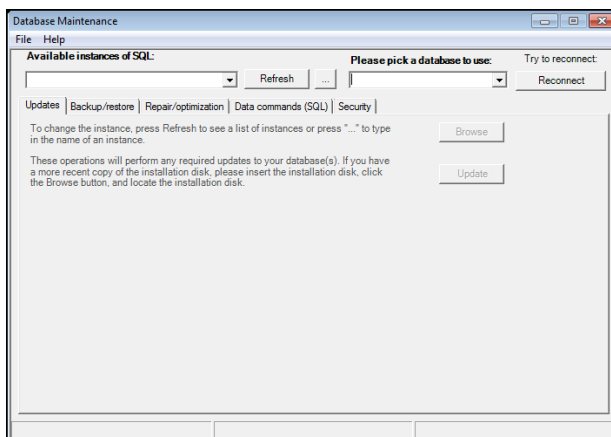 Database Maintenance
File Help
Available instances of SQL:
Please pick a database to use:
Try to reconnect:
Refresh
...
Reconnect
Updates Backup/restore Repair/optimization Data commands (SQL) Security
To change the instance, press Refresh to see a list of instances or press "..." to type
in the name of an instance.
Browse
These operations will perform any required updates to your database(s). If you have
a more recent copy of the installation disk, please insert the installation disk, click
the Browse button, and locate the installation disk.
Update